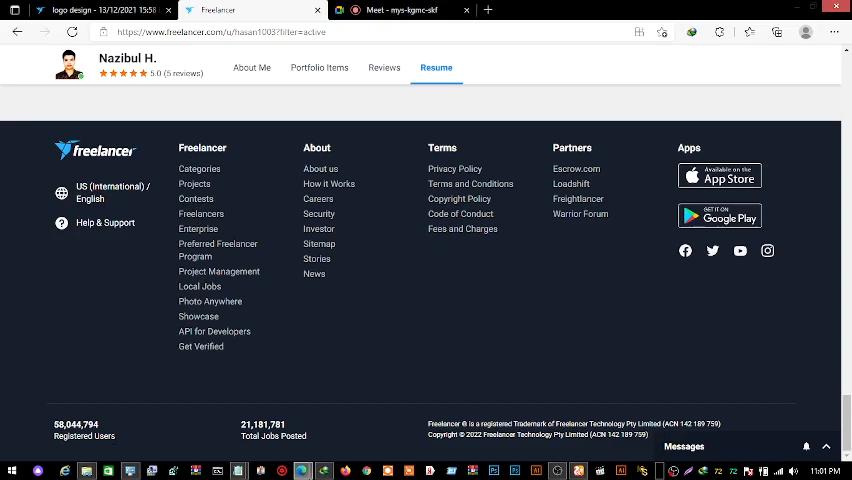 logo design - 13/12/2021 15:58
Freelancer
Meet - mys-kgmc-skf
https://www.freelancer.com/u/hasan1003?filter=active
Nazibul H.
5.0 (5 reviews)
About Me
Portfolio Items
Reviews
Resume
freelancer
US (International) /
English
Help & Support
Freelancer
Categories
Projects
Contests
Freelancers
Enterprise
Preferred Freelancer
Program
Project Management
Local Jobs
Photo Anywhere
Showcase
API for Developers
Get Verified
About
About us
How it Works
Careers
Security
Investor
Sitemap
Stories
News
Terms
Privacy Policy
Terms and Conditions
Copyright Policy
Code of Conduct
Fees and Charges
Partners
Escrow.com
Loadshift
Freightlancer
Warrior Forum
Apps
Available on the
App Store
GET IT ON
Google Play
58,044,794
Registered Users
21,181,781
Total Jobs Posted
Freelancer ® is a registered Trademark of Freelancer Technology Pty Limited (ACN 142 189 759)
Copyright © 2022 Freelancer Technology Pty Limited (ACN 142 189 759)
Messages
72 72
11:01 PM